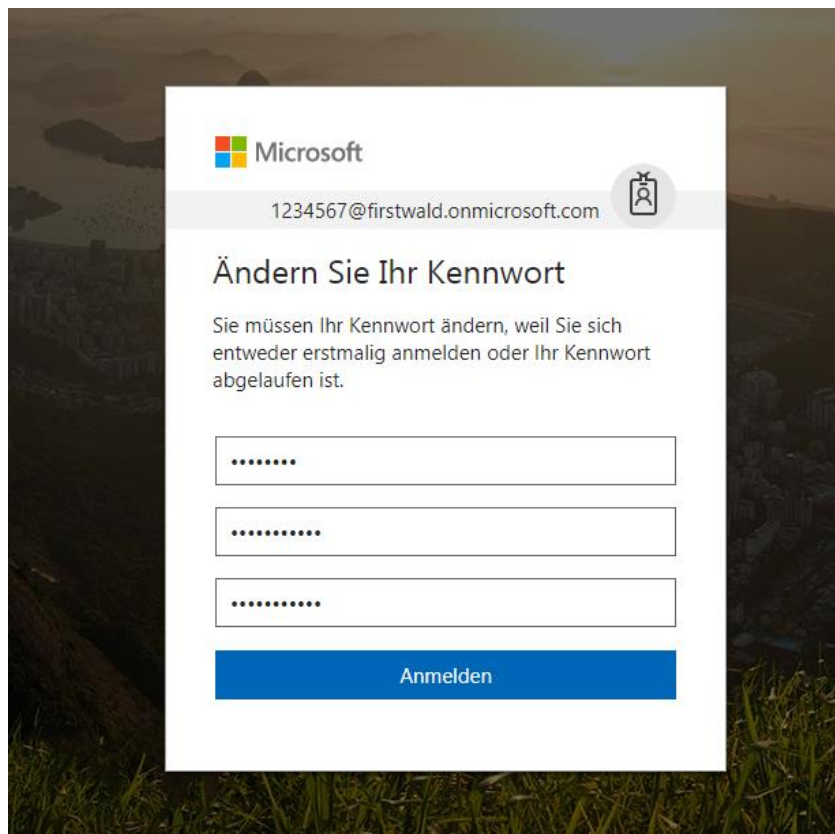 Microsoft
1234567@firstwald.onmicrosoft.com
Ändern Sie Ihr Kennwort
Sie müssen Ihr Kennwort ändern, weil Sie sich
entweder erstmalig anmelden oder Ihr Kennwort
abgelaufen ist.
••••••••
•••••••••••
•••••••••••
Anmelden